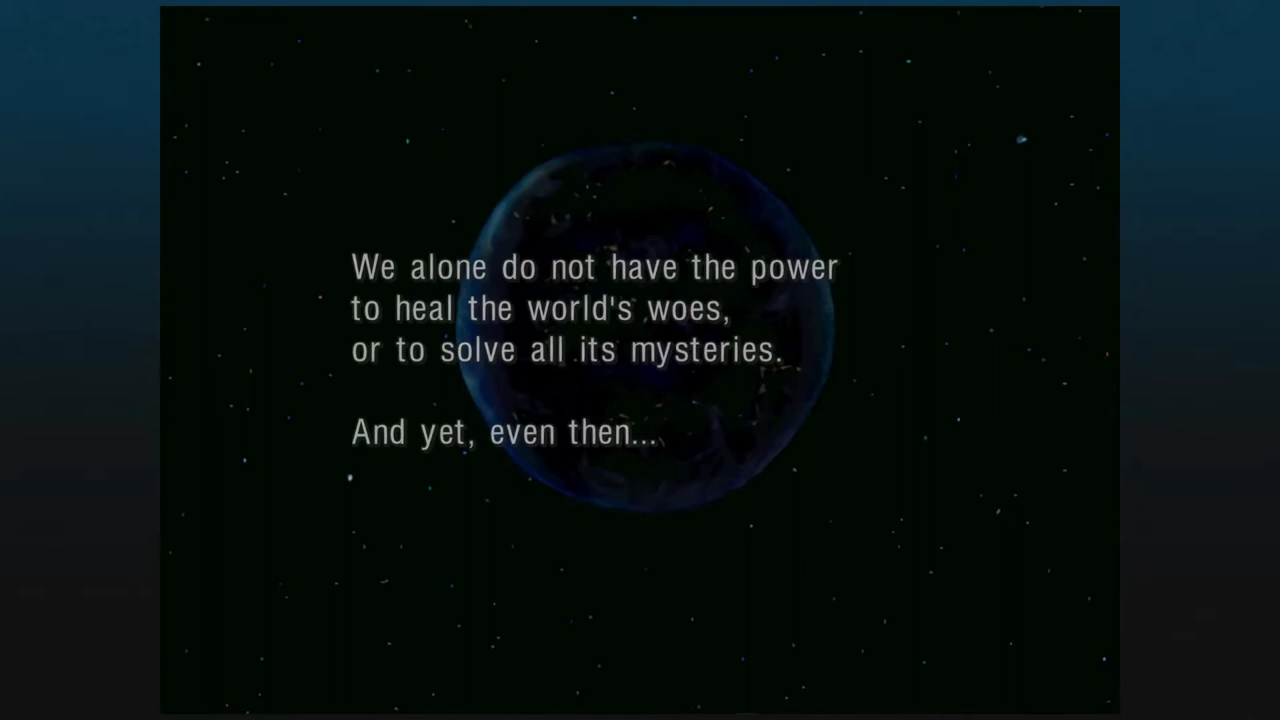 We alone do not have the power
to heal the world's woes,
or to solve all its mysteries.
And yet, even then...